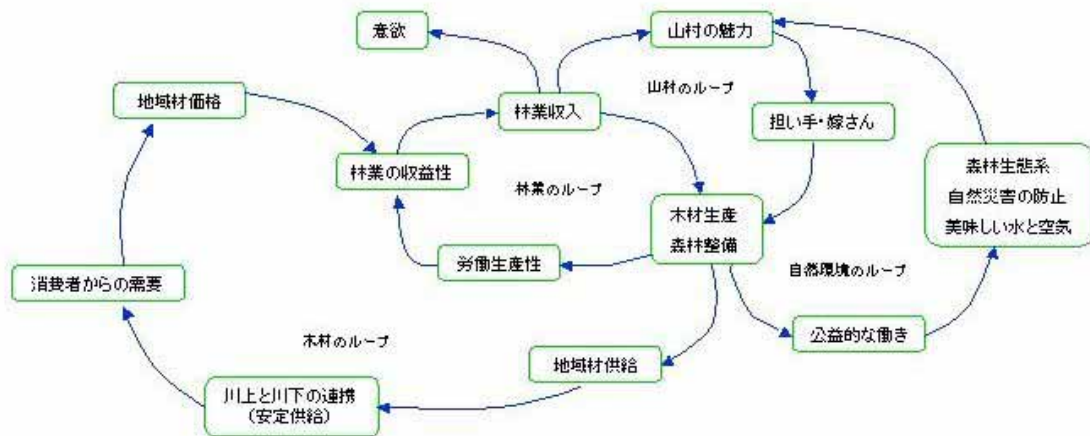 意欲
山村の魅力
山村のループ
地域材価格
林業収入
担い手・嫁さん
林業の収益性
林業のループ
森林生態系
自然災害の防止
美味しい水と空気
木材生産
森林整備
労働生産性
自然環境のループ
消費者からの需要
公益的な働き
木材のループ
地域材供給
川上と川下の連携
（安定供給）